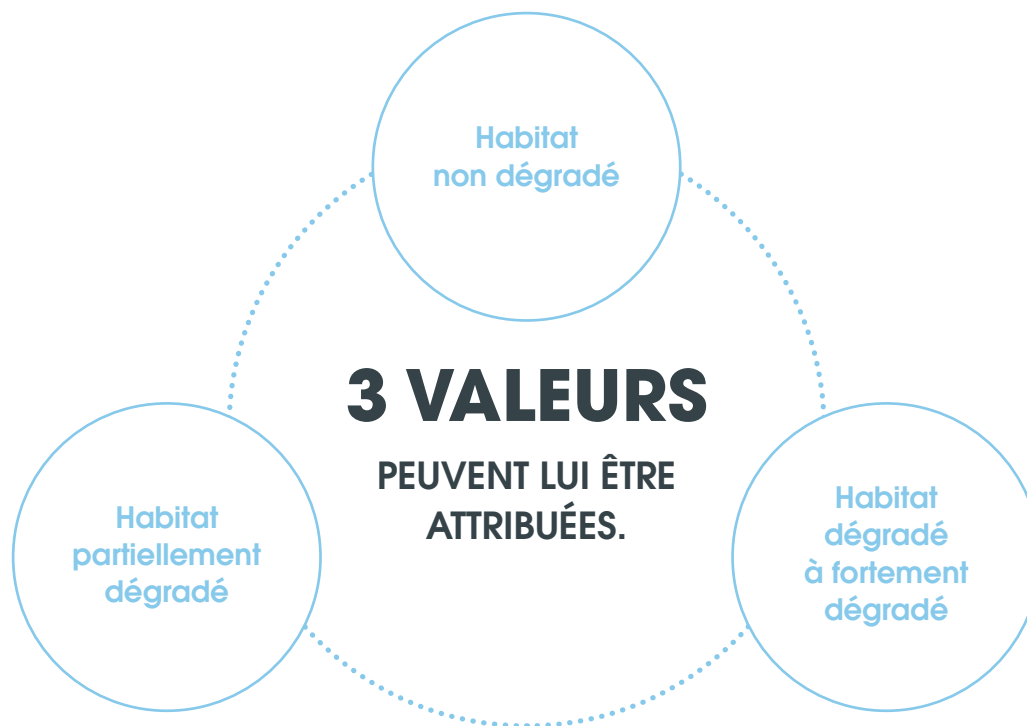 Habitat
non dégradé
3 VALEURS
PEUVENT LUI ÊTRE
ATTRIBUÉES.
Habitat
partiellement
dégradé
Habitat
dégradé
à fortement
dégradé